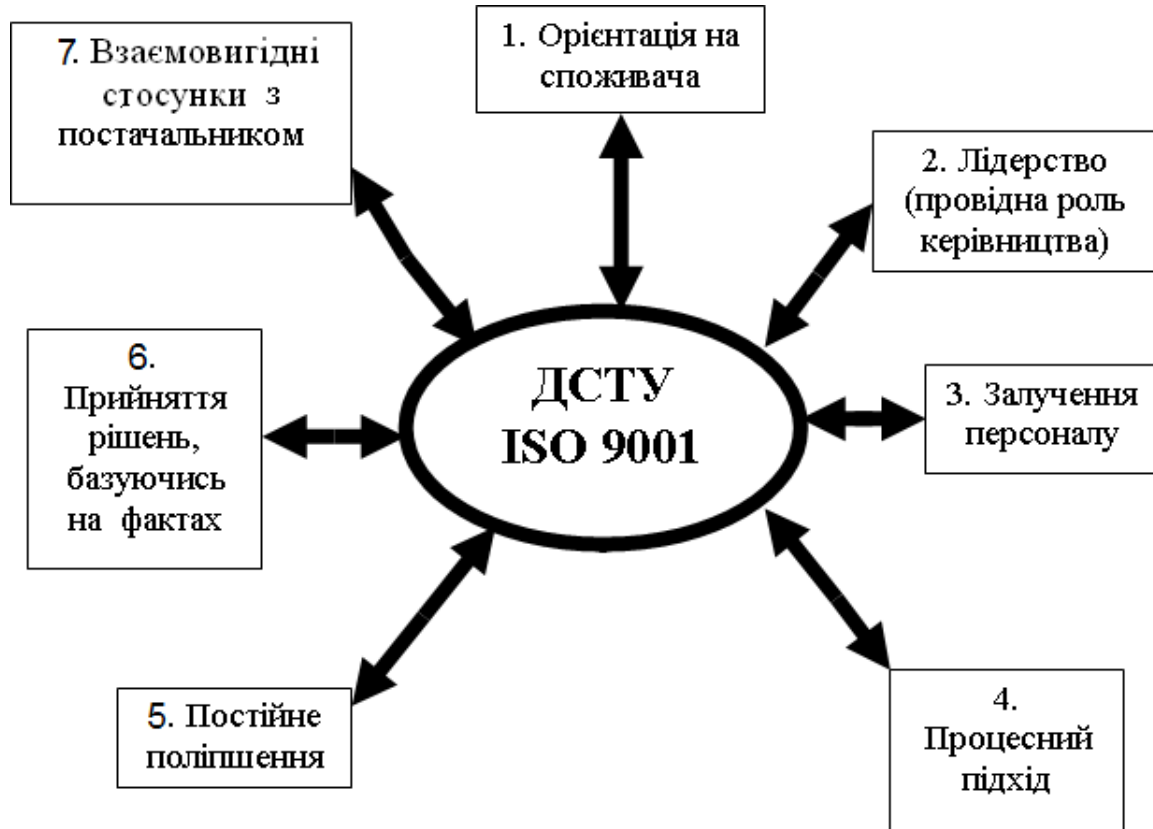 1. Орієнтація на
споживача
2. Лідерство
(провідна роль
керівництва)
3. Залучення
персоналу
4.
Процесний
підхід
5. Постійне
поліпшення
6.
Прийняття
рішень,
базуючись
на фактах
7. Взаємовигідні
стосунки з
постачальником
ДСТУ
ISO 9001